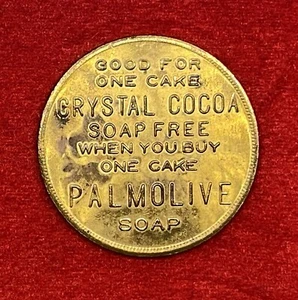 GOOD FOR
ONE CAKE
CRYSTAL COCOA
SOAP FREE
WHEN YOU BUY
ONE CAKE
PALMOLIVE
SOAP